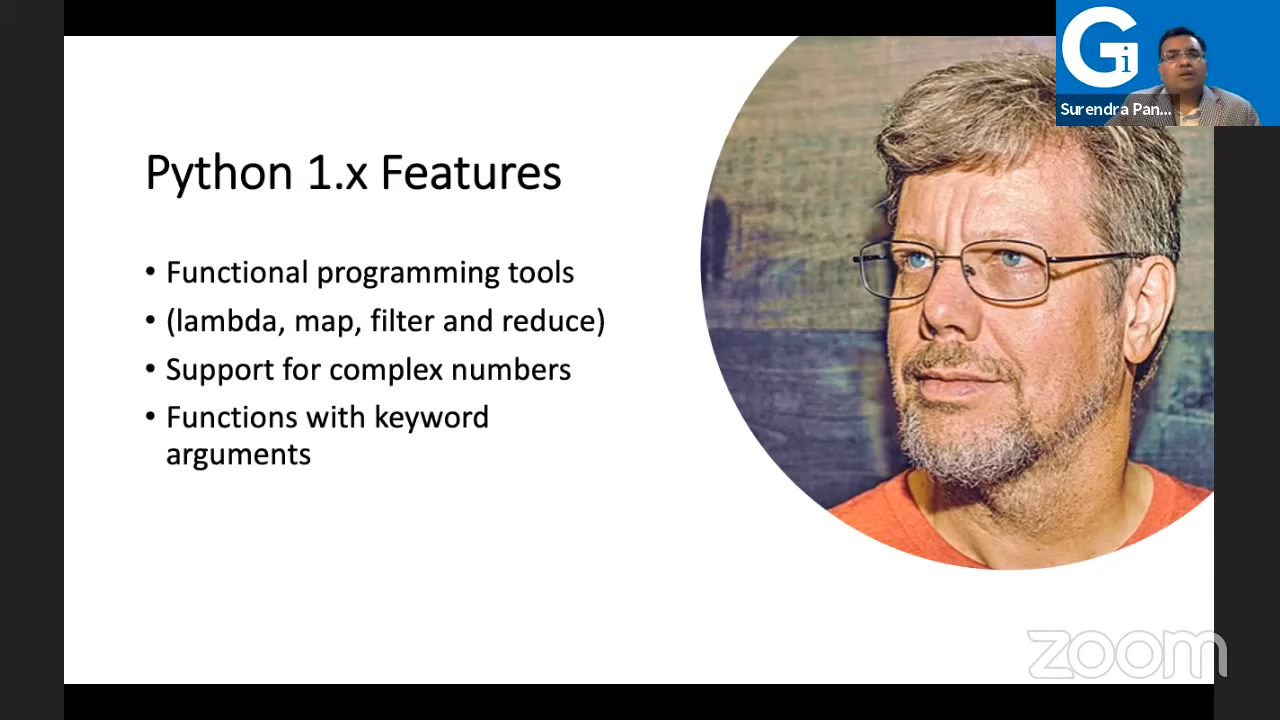 Python 1.x Features
• Functional programming tools
• (lambda, map, filter and reduce)
• Support for complex numbers
• Functions with keyword
arguments
Gi
Surendra Pan...
zoom